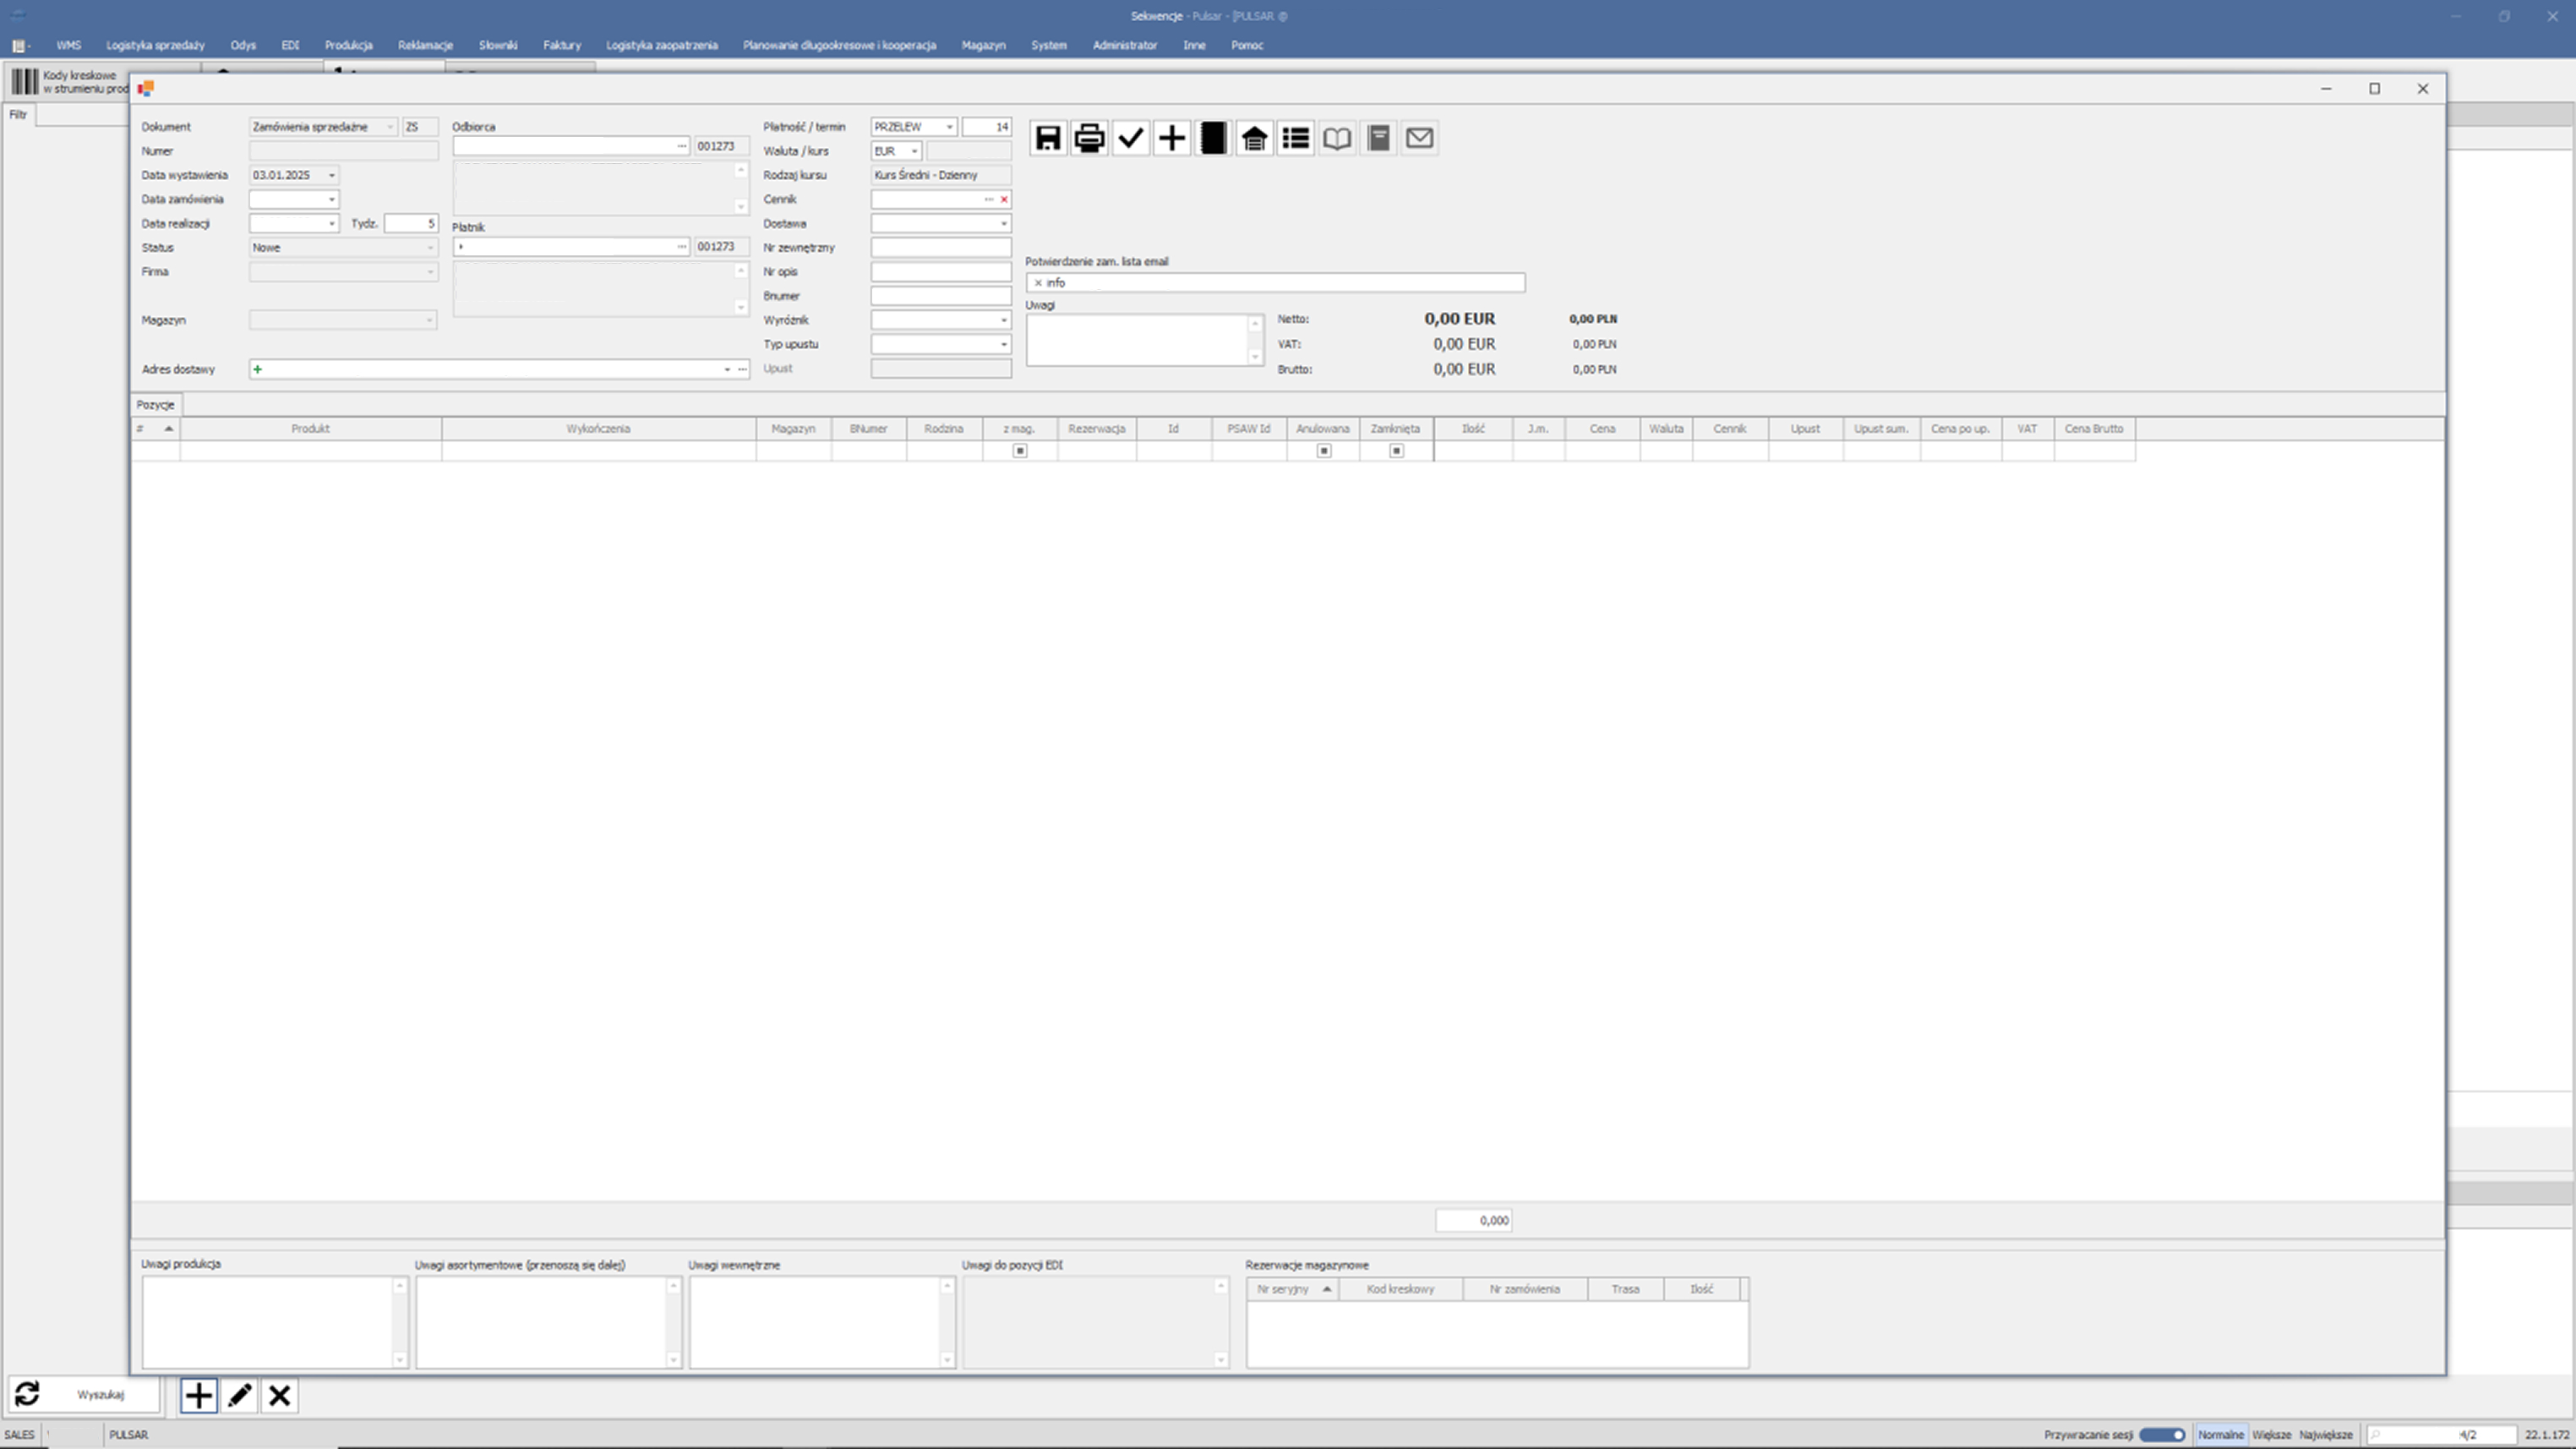 Sekwencje - Pulsar - [PULSAR @
WMS Logistyka sprzedaży Odys EDI Produkcja Reklamacje Słowniki Faktury Logistyka zaopatrzenia Planowanie długookresowe i kooperacja Magazyn System Administrator Inne Pomoc
Kody kreskowe
w strumieniu prod
Filtr
Dokument Zamówienia sprzedażne ZS
Numer
Data wystawienia 03.01.2025
Data zamówienia
Data realizacji Tydz. 5
Status Nowe
Firma
Magazyn
Adres dostawy
Odbiorca
001273
Płatnik
001273
Płatność / termin PRZELEW 14
Waluta / kurs EUR
Rodzaj kursu Kurs Średni - Dzienny
Cennik
Dostawa
Nr zewnętrzny
Nr opis
Bnumer
Wyróżnik
Typ upustu
Upust
Potwierdzenie zam. lista email
× info
Uwagi
Netto: 0,00 EUR 0,00 PLN
VAT: 0,00 EUR 0,00 PLN
Brutto: 0,00 EUR 0,00 PLN
Pozycje
# Produkt Wykończenia Magazyn BNumer Rodzina z mag. Rezerwacja Id PSAW Id Anulowana Zamknięta Ilość J.m. Cena Waluta Cennik Upust Upust sum. Cena po up. VAT Cena Brutto
0,000
Uwagi produkcja
Uwagi asortymentowe (przenoszą się dalej)
Uwagi wewnętrzne
Uwagi do pozycji EDI
Rezerwacje magazynowe
Nr seryjny Kod kreskowy Nr zamówienia Trasa Ilość
Wyszukaj
SALES PULSAR Przywracanie sesji Normalne Większe Największe 4/2 22.1.172